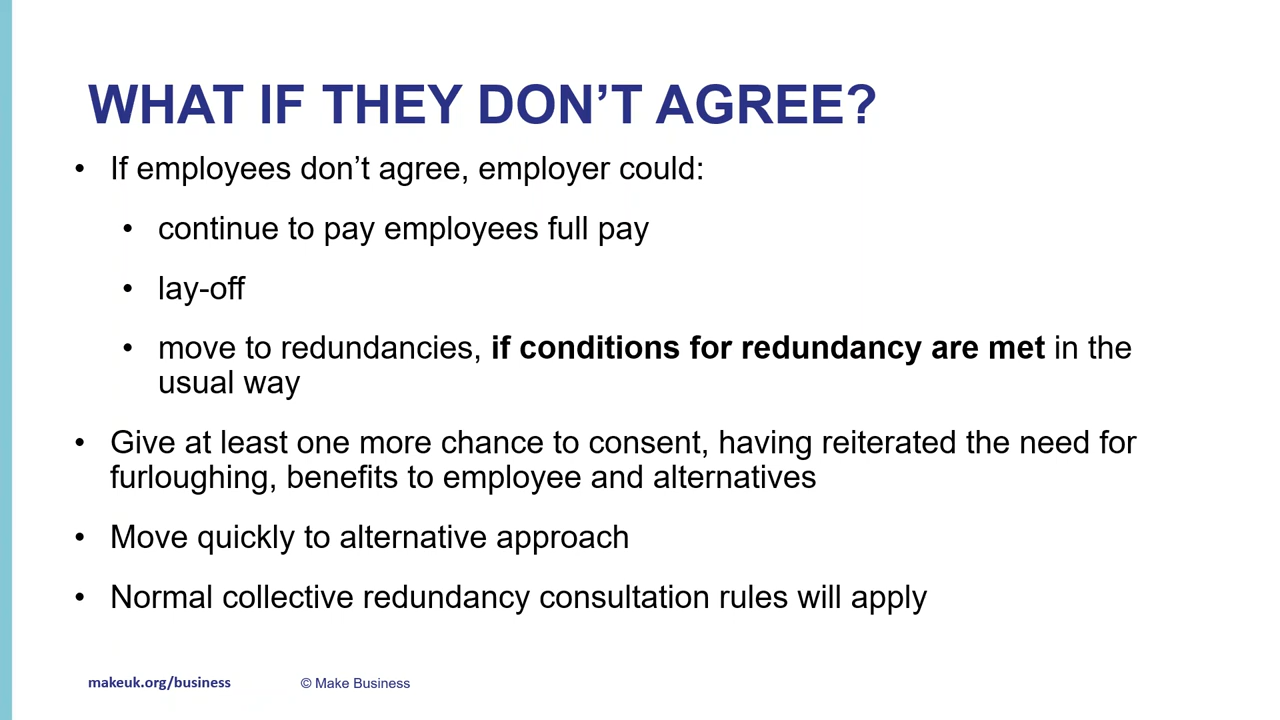 WHAT IF THEY DON’T AGREE?
• If employees don’t agree, employer could:
• continue to pay employees full pay
• lay-off
• move to redundancies, if conditions for redundancy are met in the
usual way
• Give at least one more chance to consent, having reiterated the need for
furloughing, benefits to employee and alternatives
• Move quickly to alternative approach
• Normal collective redundancy consultation rules will apply
makeuk.org/business © Make Business